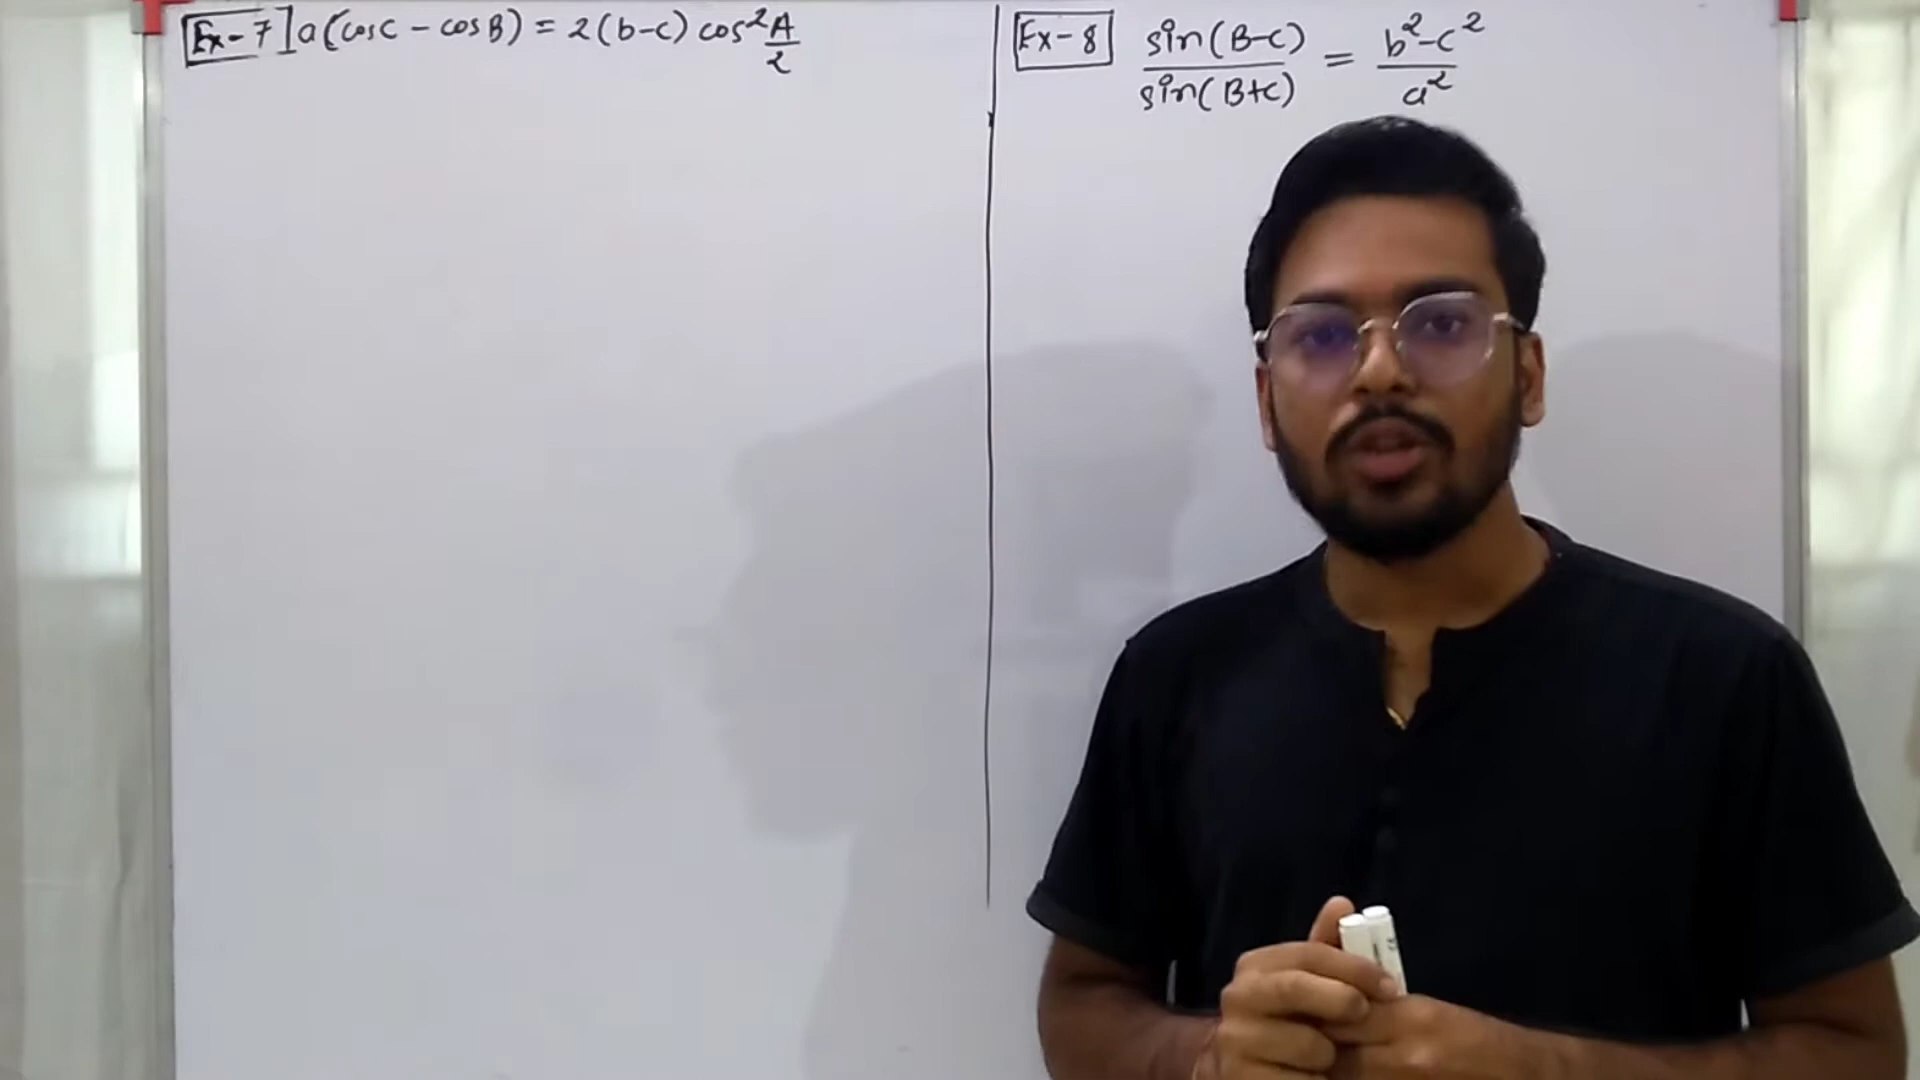 Ex-7 a(cosC - cosB) = 2(b-c) cos²A/2
Ex-8 sin(B-C)/sin(B+C) = b²-c²/a²